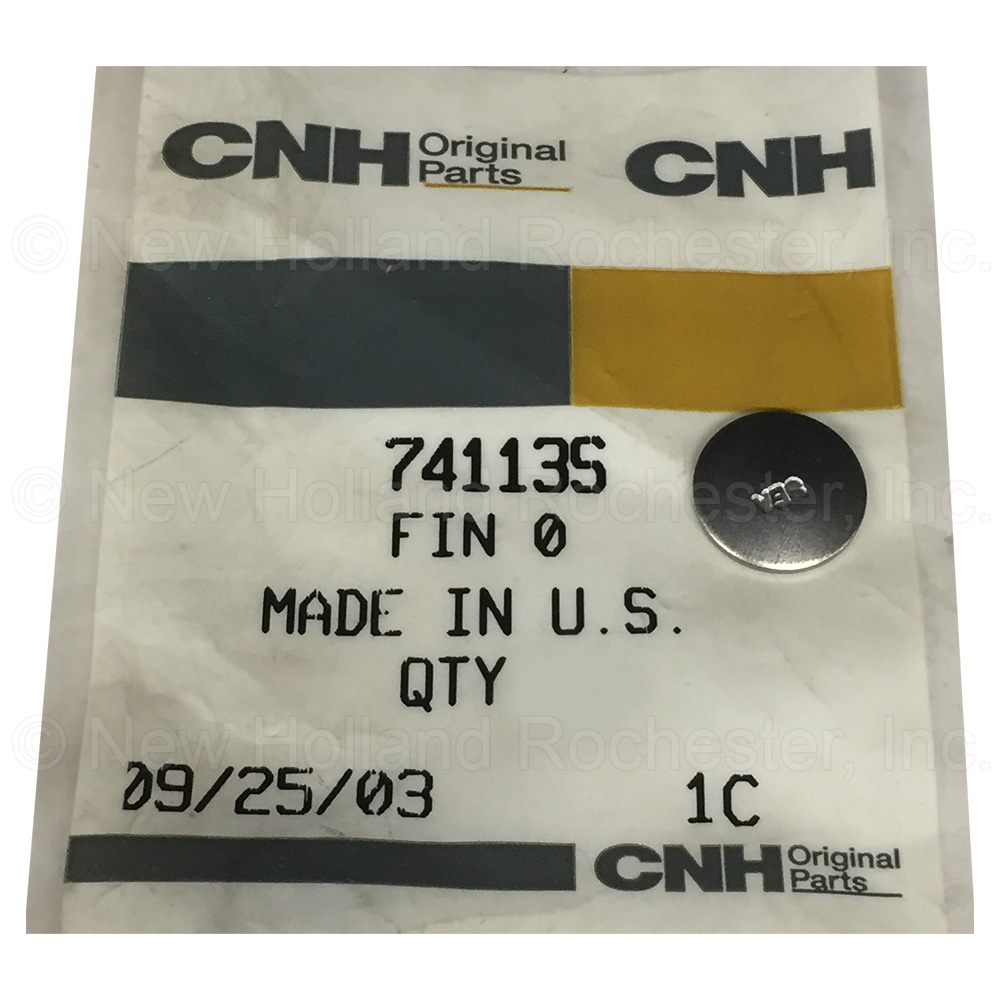 CNH Original Parts CNH
© New Holland Rochester, Inc.
74113S
© New Holland Rochester, Inc.
FIN 0
MADE IN U.S.
QTY
© New Holland Rochester, Inc.
09/25/03 1C
CNH Original Parts